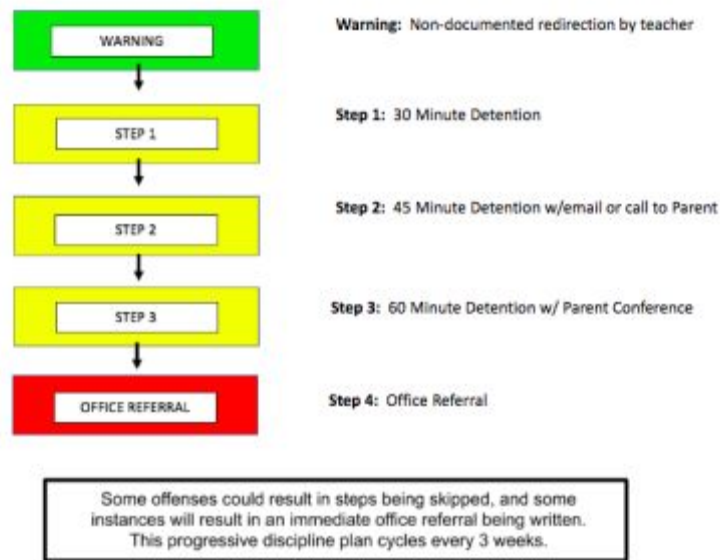 WARNING
Warning: Non-documented redirection by teacher
STEP 1
Step 1: 30 Minute Detention
STEP 2
Step 2: 45 Minute Detention w/email or call to Parent
STEP 3
Step 3: 60 Minute Detention w/ Parent Conference
OFFICE REFERRAL
Step 4: Office Referral
Some offenses could result in steps being skipped, and some
instances will result in an immediate office referral being written.
This progressive discipline plan cycles every 3 weeks.